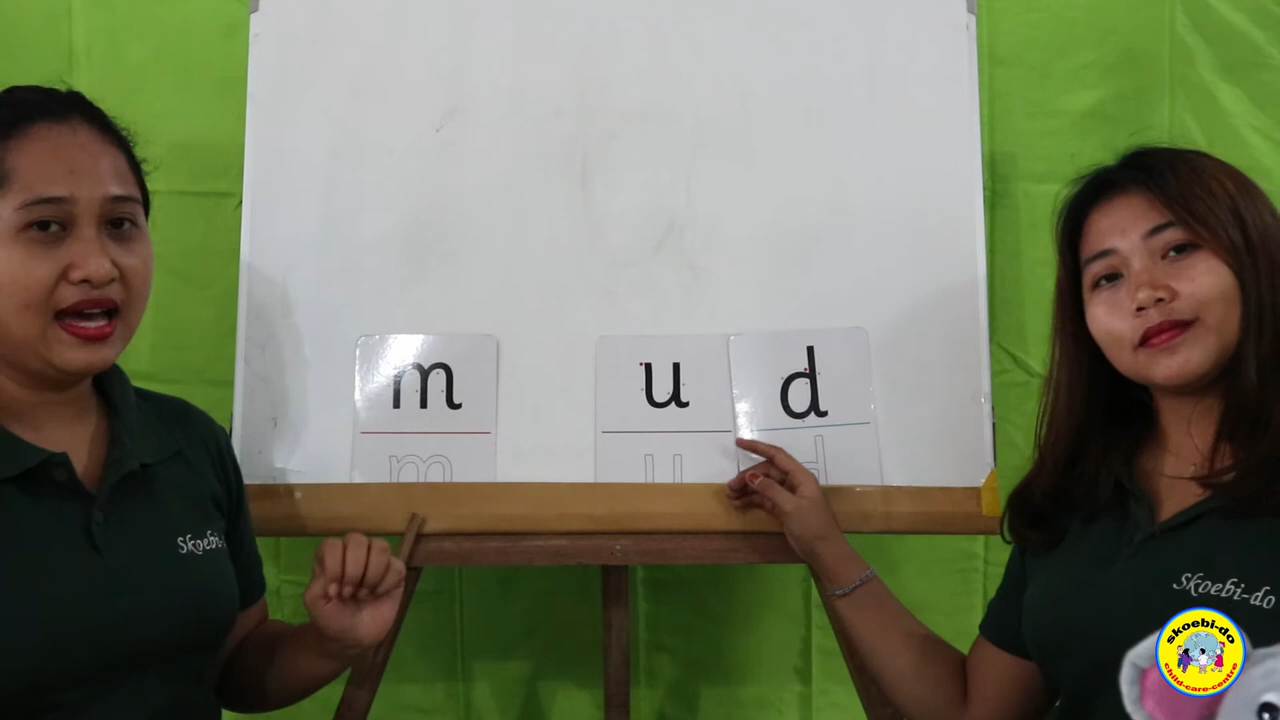 m u d
m u d
Skoebi-
Skoebi-do
skoebi-do
child-care-centre